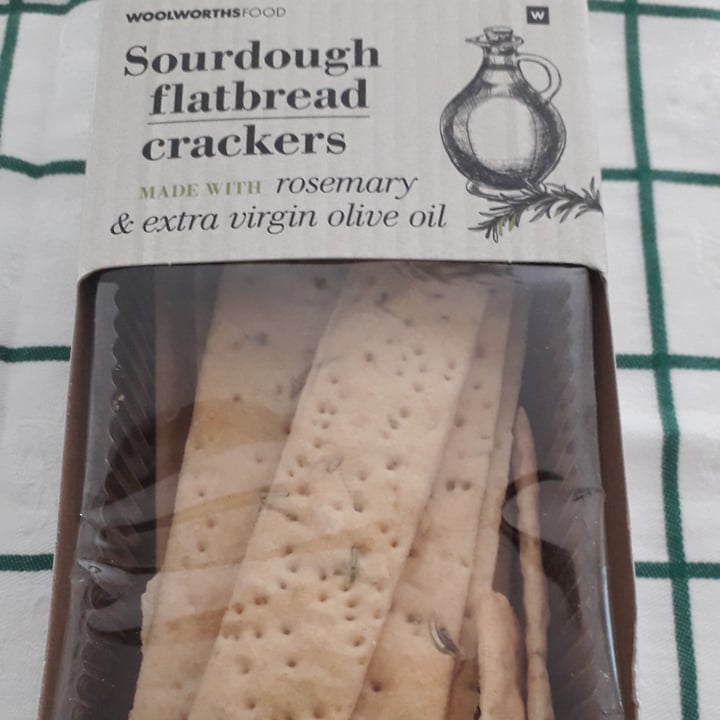 WOOLWORTHSFOOD
W
Sourdough
flatbread
crackers
MADE WITH rosemary
& extra virgin olive oil